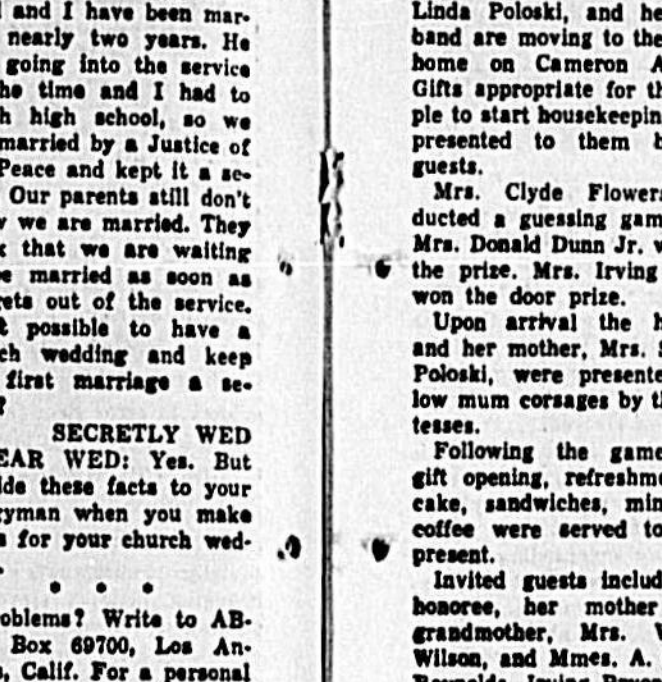 and I have been mar-
nearly two years. He
going into the service
the time and I had to
high school, so we
married by a Justice of
Peace and kept it a se-
Our parents still don't
we are married. They
that we are waiting
married as soon as
gets out of the service.
possible to have a
wedding and keep
first marriage a se-
?
SECRETLY WED
EAR WED: Yes. But
ide these facts to your
gyman when you make
for your church wed-
* * *
oblems? Write to AB-
Box 69700, Los An-
, Calif. For a personal
Linda Poloski, and he
band are moving to the
home on Cameron A
Gifts appropriate for th
ple to start housekeepin
presented to them b
guests.
Mrs. Clyde Flowers
ducted a guessing gam
Mrs. Donald Dunn Jr. w
the prize. Mrs. Irving
won the door prize.
Upon arrival the h
and her mother, Mrs. S
Poloski, were presente
low mum corsages by th
tesses.
Following the game
gift opening, refreshme
cake, sandwiches, min
coffee were served to
present.
Invited guests includ
honoree, her mother
grandmother, Mrs. W
Wilson, and Mmes. A.